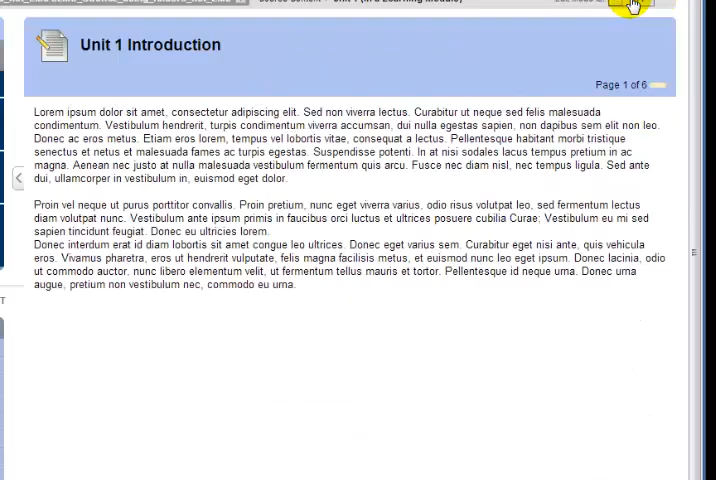 Unit 1 Introduction
Page 1 of 6
Lorem ipsum dolor sit amet, consectetur adipiscing elit. Sed non viverra lectus. Curabitur ut neque sed felis malesuada
condimentum. Vestibulum hendrerit, turpis condimentum viverra accumsan, dui nulla egestas sapien, non dapibus sem elit non leo.
Donec ac eros metus. Etiam eros lorem, tempus vel lobortis vitae, consequat a lectus. Pellentesque habitant morbi tristique
senectus et netus et malesuada fames ac turpis egestas. Suspendisse potenti. In at nisi sodales lacus tempus pretium in ac
magna. Aenean nec justo at nulla malesuada vestibulum fermentum quis arcu. Fusce nec diam nisl, nec tempus ligula. Sed ante
dui, ullamcorper in vestibulum in, euismod eget dolor.
Proin vel neque ut purus porttitor convallis. Proin pretium, nunc eget viverra varius, odio risus volutpat leo, sed fermentum lectus
diam volutpat nunc. Vestibulum ante ipsum primis in faucibus orci luctus et ultrices posuere cubilia Curae; Vestibulum eu mi sed
sapien tincidunt feugiat. Donec eu ultricies lorem.
Donec interdum erat id diam lobortis sit amet congue leo ultrices. Donec eget varius sem. Curabitur eget nisi ante, quis vehicula
eros. Vivamus pharetra, eros ut hendrerit vulputate, felis magna facilisis metus, et euismod nunc leo eget ipsum. Donec lacinia, odio
ut commodo auctor, nunc libero elementum velit, ut fermentum tellus mauris et tortor. Pellentesque id neque urna. Donec urna
augue, pretium non vestibulum nec, commodo eu urna.